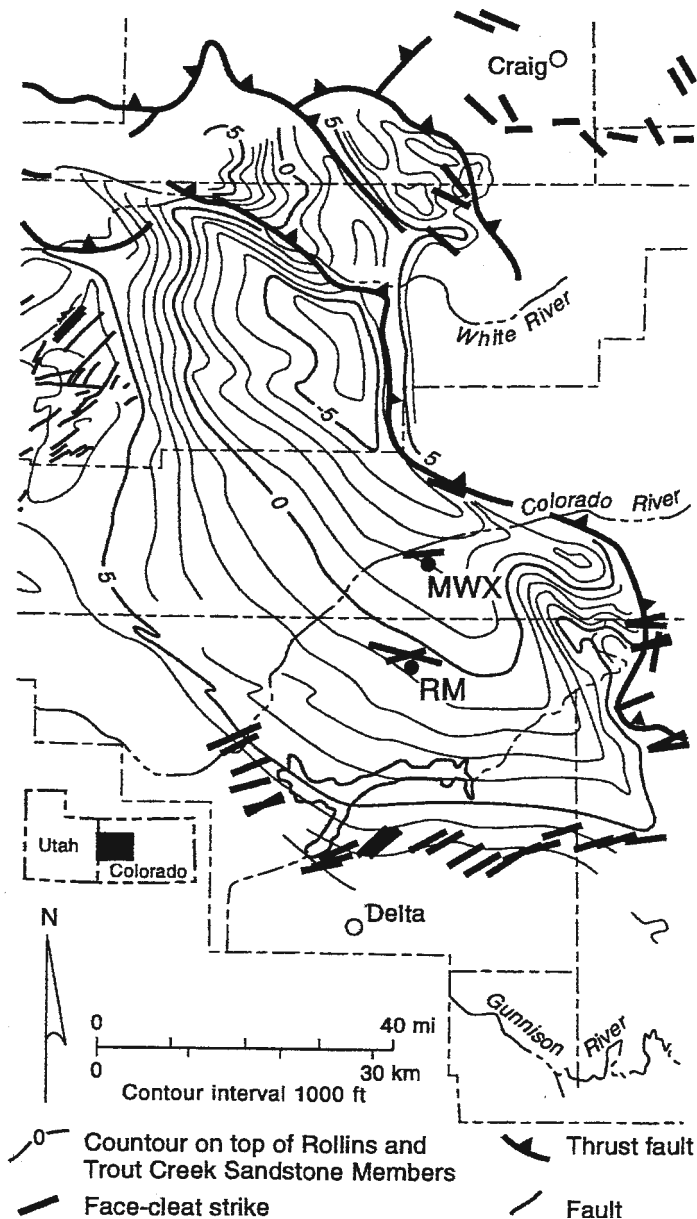 Craig
5
5
0
White River
-5
5
0
Colorado River
MWX
5
RM
Utah
Colorado
Delta
N
Gunnison River
0 40 mi
0 30 km
Contour interval 1000 ft
0 Countour on top of Rollins and
Trout Creek Sandstone Members
Thrust fault
Face-cleat strike
Fault